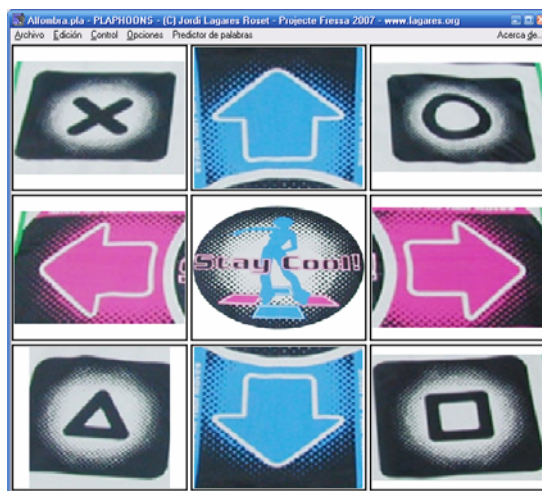 Alfombra.pla - PLAPHOONS - (C) Jordi Lagares Roset - Projecte Fressa 2007 - www.lagares.org
Archivo Edición Control Opciones Predictor de palabras Acerca de...
Stay Cool!